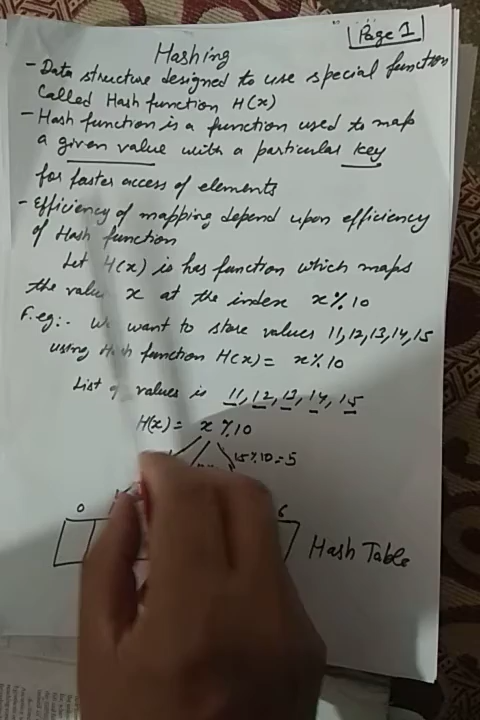 Page 1
Hashing
- Data structure designed to use special function
called Hash function H(x)
- Hash function is a function used to map
a given value with a particular key
for faster access of elements
- Efficiency of mapping depend upon efficiency
of Hash function
Let H(x) is has function which maps
the value x at the index x%10
F.eg:- We want to store values 11,12,13,14,15
using Hash function H(x) = x%10
List of values is 11, 12, 13, 14, 15
H(x) = x %10
15%10=5
0 6
Hash Table